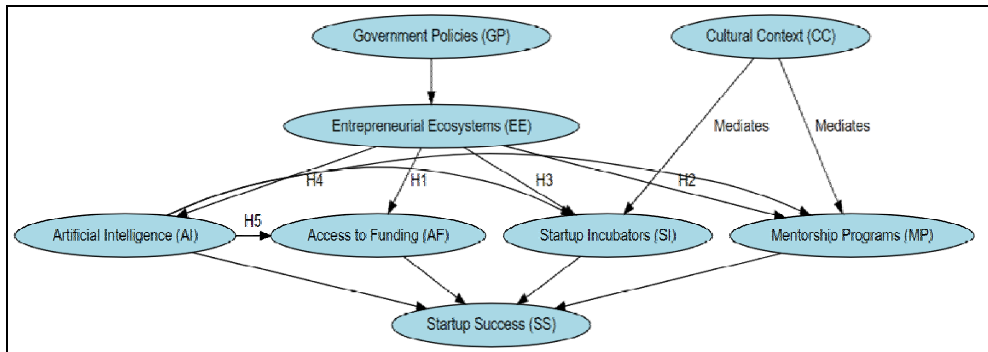 Government Policies (GP)
Cultural Context (CC)
Entrepreneurial Ecosystems (EE)
Mediates
Mediates
H4
H1
H3
H2
H5
Artificial Intelligence (AI)
Access to Funding (AF)
Startup Incubators (SI)
Mentorship Programs (MP)
Startup Success (SS)